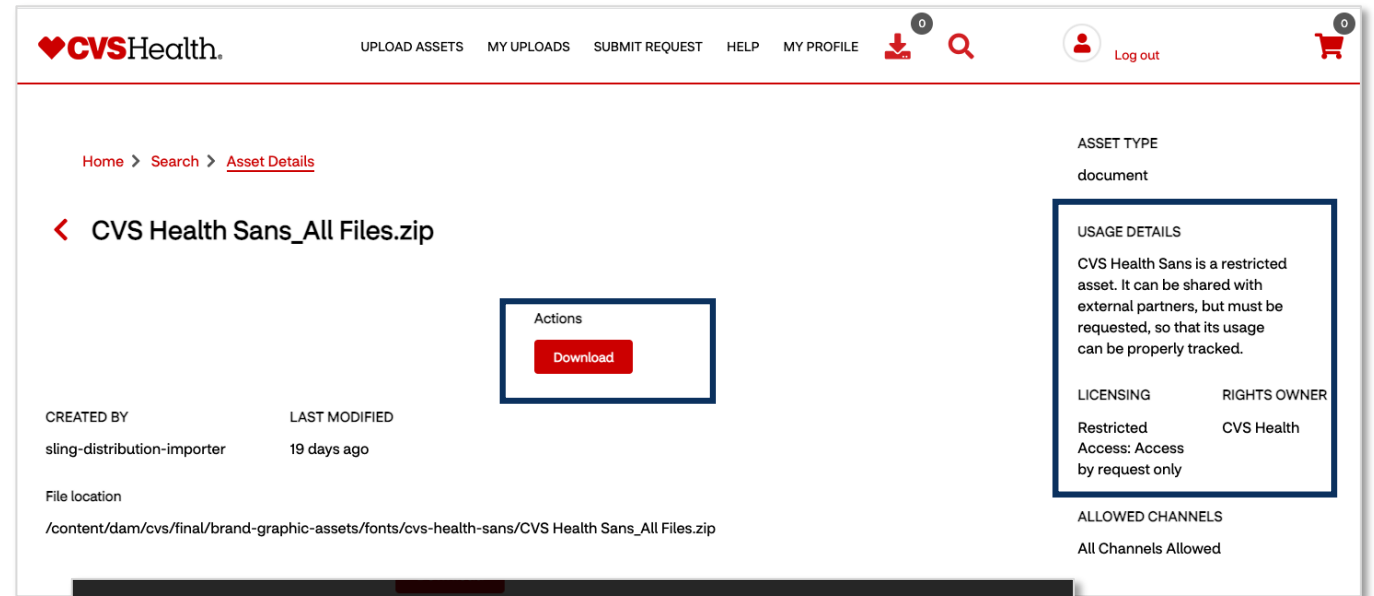 CVSHealth.
UPLOAD ASSETS MY UPLOADS SUBMIT REQUEST HELP MY PROFILE 0 Log out 0
Home > Search > Asset Details
CVS Health Sans_All Files.zip
Actions
Download
CREATED BY LAST MODIFIED
sling-distribution-importer 19 days ago
File location
/content/dam/cvs/final/brand-graphic-assets/fonts/cvs-health-sans/CVS Health Sans_All Files.zip
ASSET TYPE
document
USAGE DETAILS
CVS Health Sans is a restricted
asset. It can be shared with
external partners, but must be
requested, so that its usage
can be properly tracked.
LICENSING RIGHTS OWNER
Restricted CVS Health
Access: Access
by request only
ALLOWED CHANNELS
All Channels Allowed